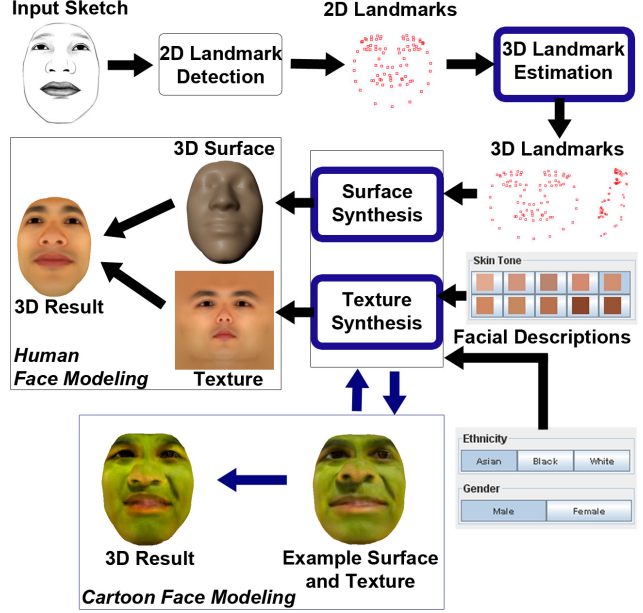 Input Sketch
2D Landmark
Detection
2D Landmarks
3D Landmark
Estimation
3D Landmarks
3D Surface
Surface
Synthesis
Skin Tone
Texture
Synthesis
3D Result
Facial Descriptions
Human
Face Modeling
Texture
Ethnicity
Asian Black White
Gender
Male Female
3D Result
Example Surface
and Texture
Cartoon Face Modeling